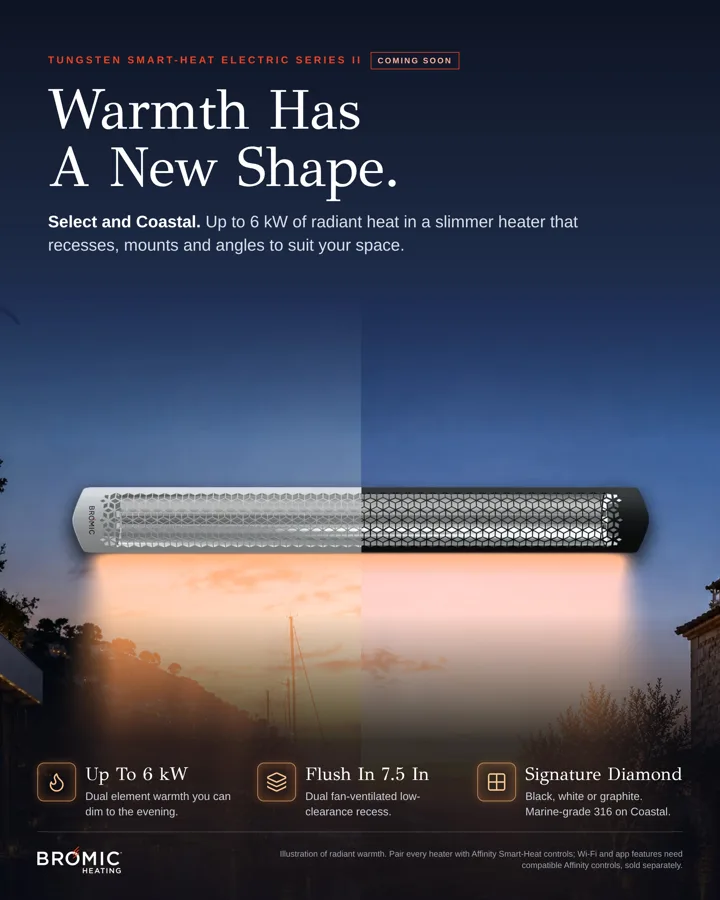 TUNGSTEN SMART-HEAT ELECTRIC SERIES II
COMING SOON
Warmth Has
A New Shape.
Select and Coastal. Up to 6 kW of radiant heat in a slimmer heater that
recesses, mounts and angles to suit your space.
BROMIC
Up To 6 kW
Dual element warmth you can
dim to the evening.
Flush In 7.5 In
Dual fan-ventilated low-
clearance recess.
Signature Diamond
Black, white or graphite.
Marine-grade 316 on Coastal.
BROMIC
HEATING
Illustration of radiant warmth. Pair every heater with Affinity Smart-Heat controls; Wi-Fi and app features need
compatible Affinity controls, sold separately.